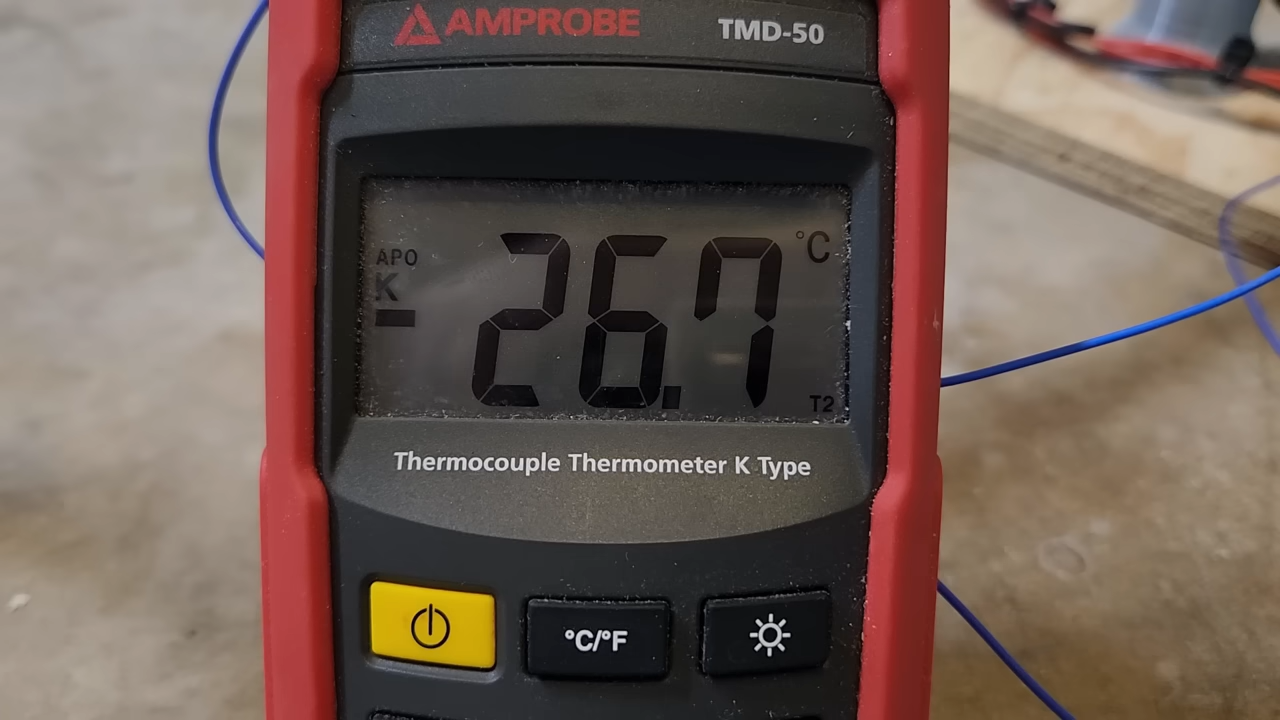 AMPROBE TMD-50
APO
K
-26.7 °C
T2
Thermocouple Thermometer K Type
°C/°F